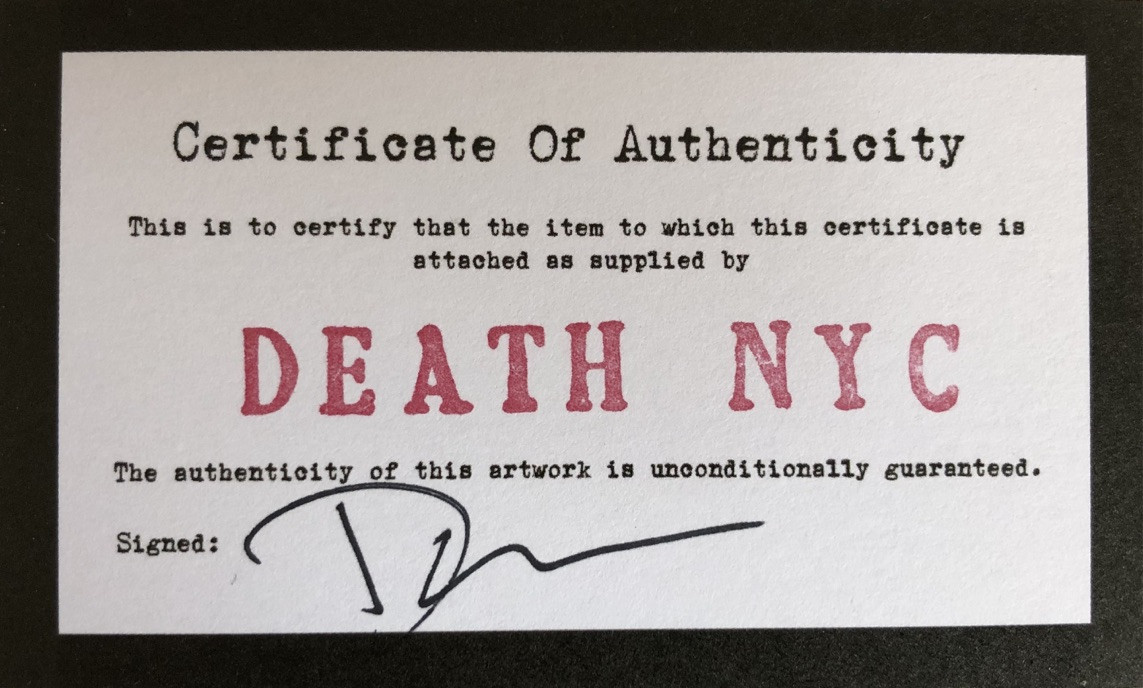 Certificate Of Authenticity
This is to certify that the item to which this certificate is
attached as supplied by
DEATH NYC
The authenticity of this artwork is unconditionally guaranteed.
Signed: